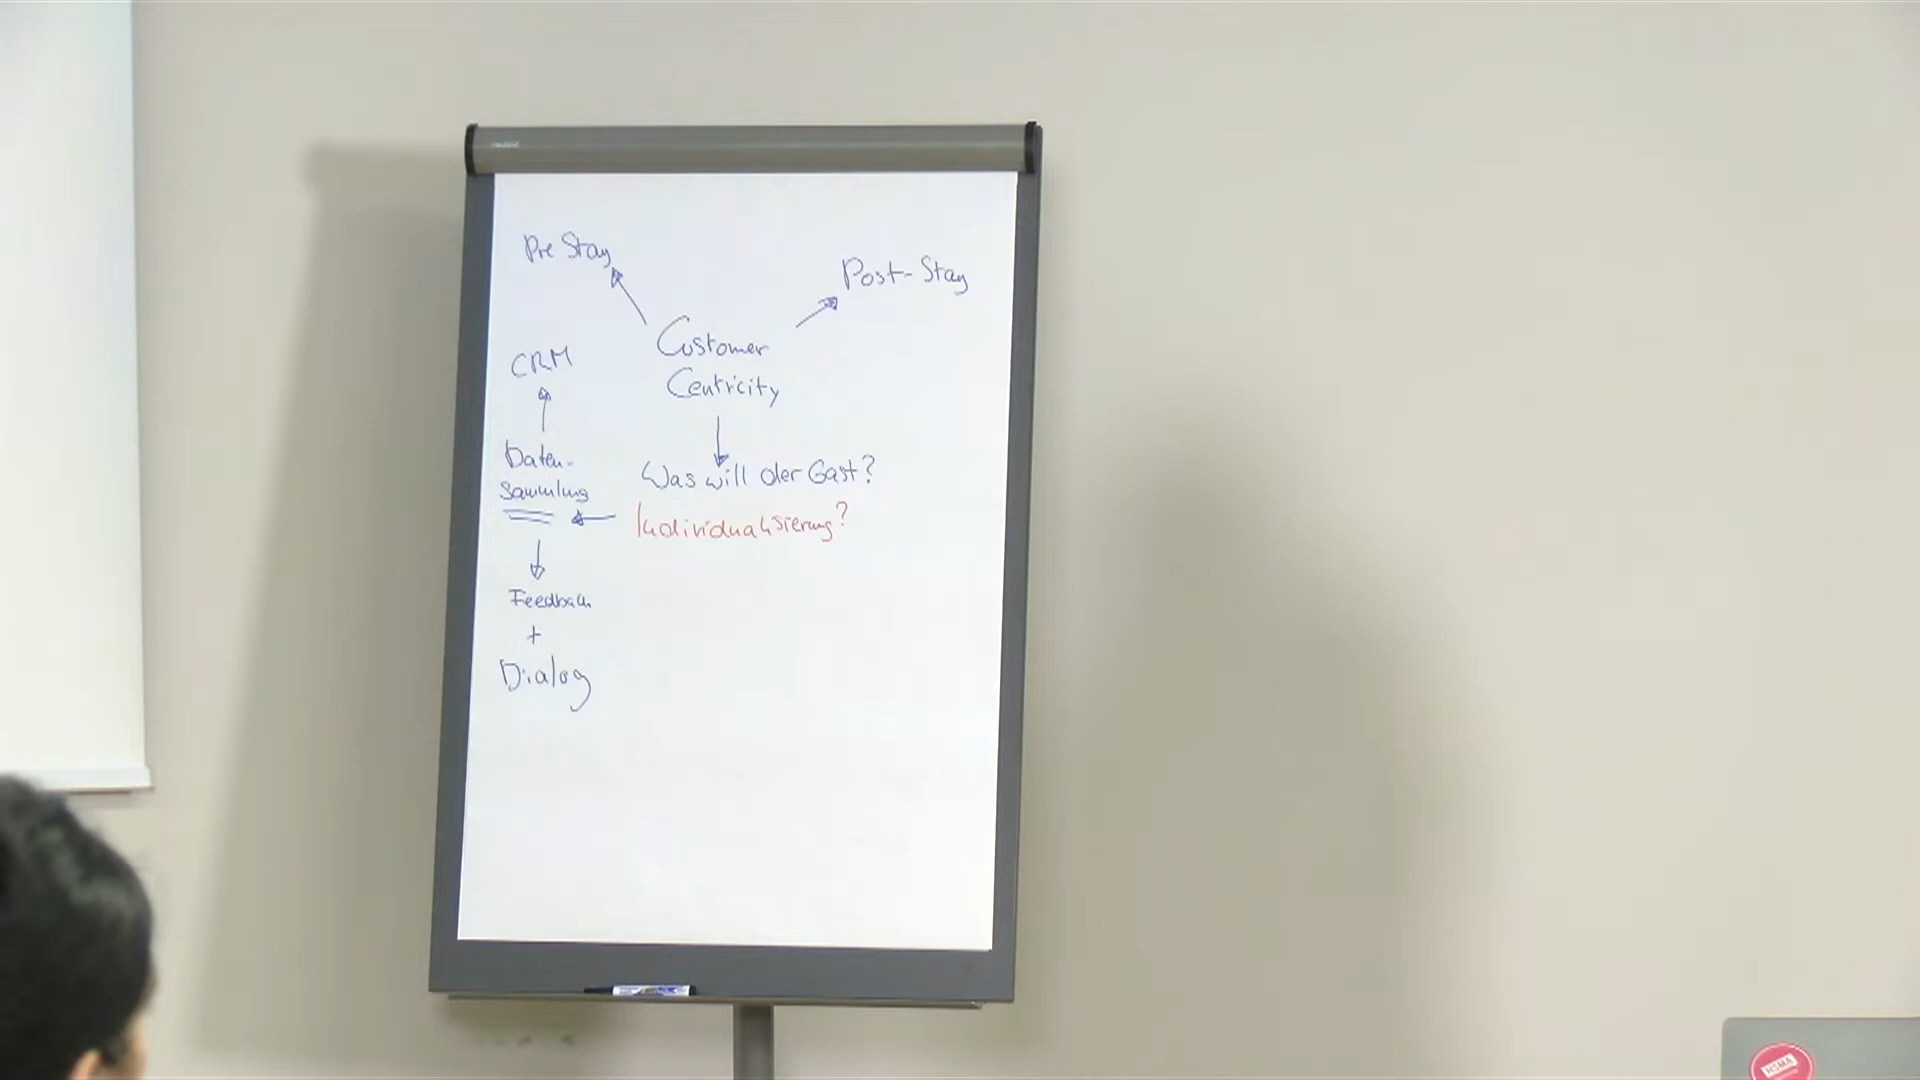 Pre Stay
Post-Stay
Customer
Centricity
CRM
Daten-
sammlung
Was will der Gast?
Individualisierung?
Feedback
+
Dialog